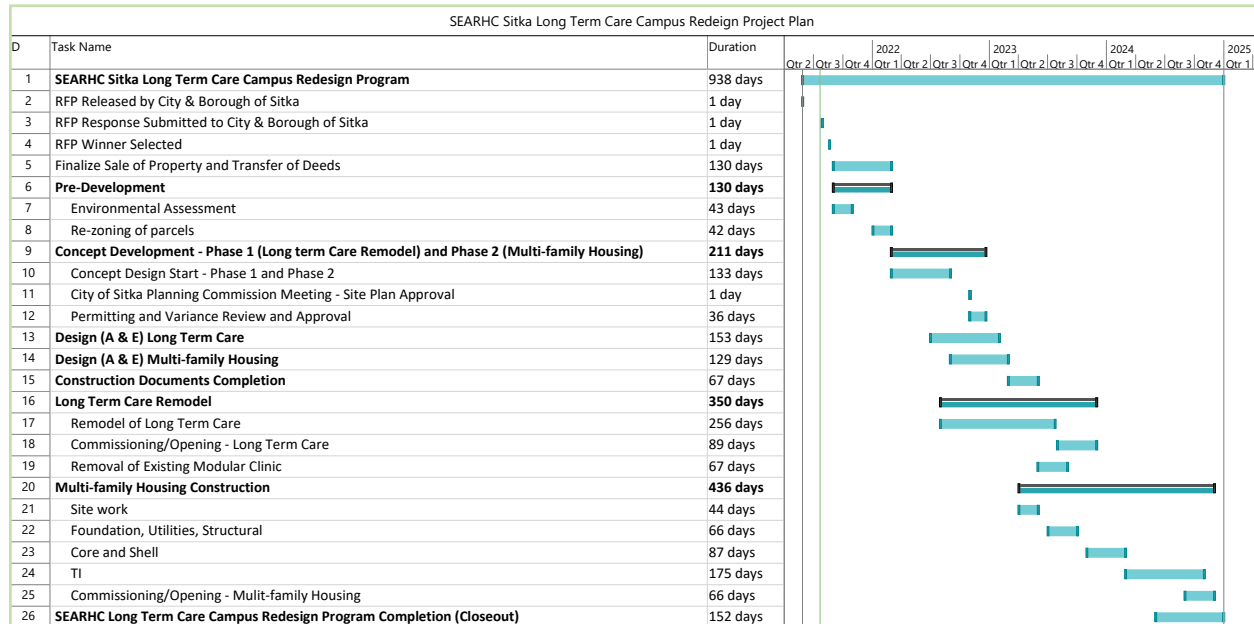 SEARHC Sitka Long Term Care Campus Redeign Project Plan
D Task Name Duration 2022 2023 2024 2025
Qtr 2 Qtr 3 Qtr 4 Qtr 1 Qtr 2 Qtr 3 Qtr 4 Qtr 1 Qtr 2 Qtr 3 Qtr 4 Qtr 1 Qtr 2 Qtr 3 Qtr 4 Qtr 1
1 SEARHC Sitka Long Term Care Campus Redesign Program 938 days
2 RFP Released by City & Borough of Sitka 1 day
3 RFP Response Submitted to City & Borough of Sitka 1 day
4 RFP Winner Selected 1 day
5 Finalize Sale of Property and Transfer of Deeds 130 days
6 Pre-Development 130 days
7 Environmental Assessment 43 days
8 Re-zoning of parcels 42 days
9 Concept Development - Phase 1 (Long term Care Remodel) and Phase 2 (Multi-family Housing) 211 days
10 Concept Design Start - Phase 1 and Phase 2 133 days
11 City of Sitka Planning Commission Meeting - Site Plan Approval 1 day
12 Permitting and Variance Review and Approval 36 days
13 Design (A & E) Long Term Care 153 days
14 Design (A & E) Multi-family Housing 129 days
15 Construction Documents Completion 67 days
16 Long Term Care Remodel 350 days
17 Remodel of Long Term Care 256 days
18 Commissioning/Opening - Long Term Care 89 days
19 Removal of Existing Modular Clinic 67 days
20 Multi-family Housing Construction 436 days
21 Site work 44 days
22 Foundation, Utilities, Structural 66 days
23 Core and Shell 87 days
24 TI 175 days
25 Commissioning/Opening - Mulit-family Housing 66 days
26 SEARHC Long Term Care Campus Redesign Program Completion (Closeout) 152 days